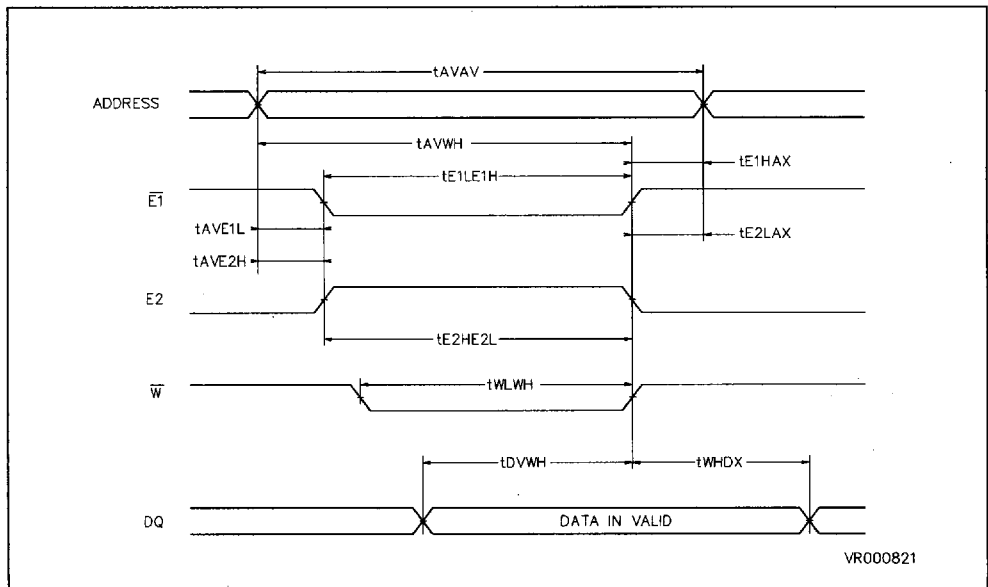 tAVAV
ADDRESS
tAVWH
tE1HAX
tE1LE1H
E1
tAVE1L
tE2LAX
tAVE2H
E2
tE2HE2L
W
tWLWH
tDVWH
tWHDX
DQ
DATA IN VALID
VR000821